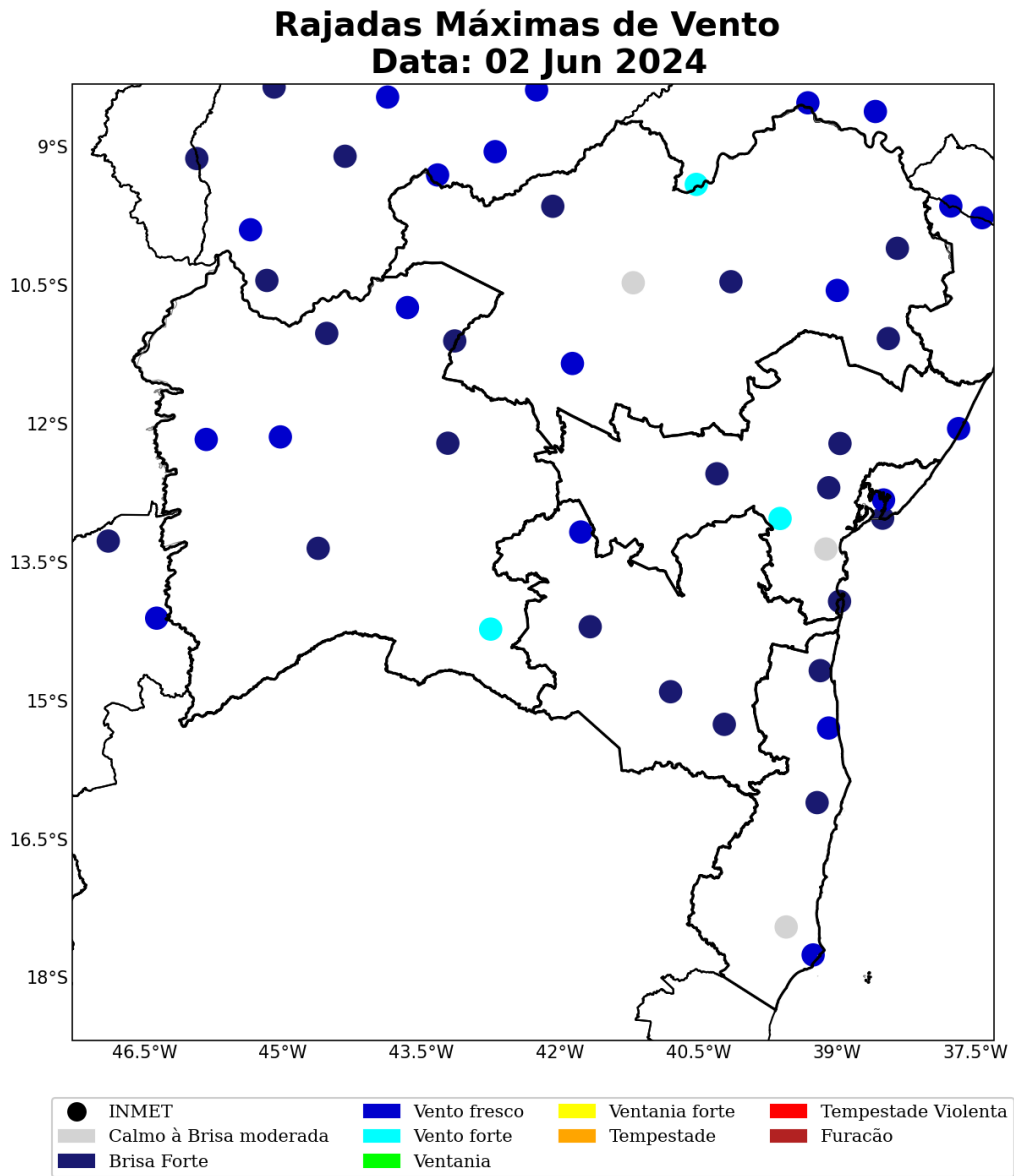 Rajadas Máximas de Vento
Data: 02 Jun 2024
9°S
10.5°S
12°S
13.5°S
15°S
16.5°S
18°S
46.5°W 45°W 43.5°W 42°W 40.5°W 39°W 37.5°W
INMET Vento fresco Ventania forte Tempestade Violenta
Calmo à Brisa moderada Vento forte Tempestade Furacão
Brisa Forte Ventania